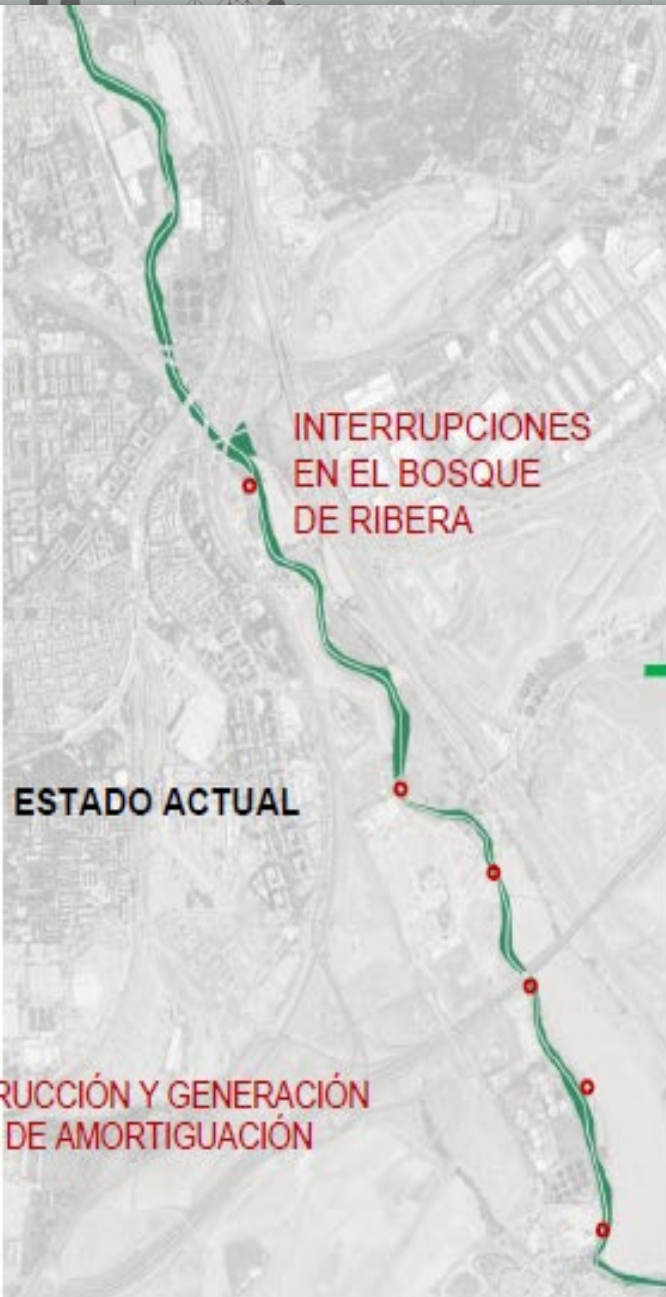 INTERRUPCIONES
EN EL BOSQUE
DE RIBERA
ESTADO ACTUAL
RUCCIÓN Y GENERACIÓN
DE AMORTIGUACIÓN